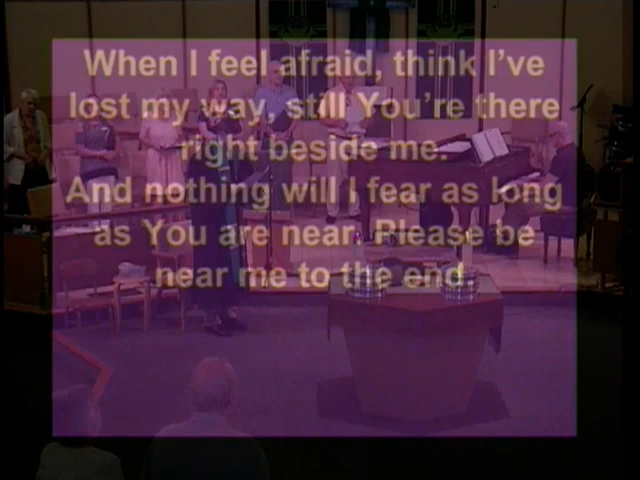 When I feel afraid, think I've
lost my way, still You're there
right beside me.
And nothing will I fear as long
as You are near. Please be
near me to the end.